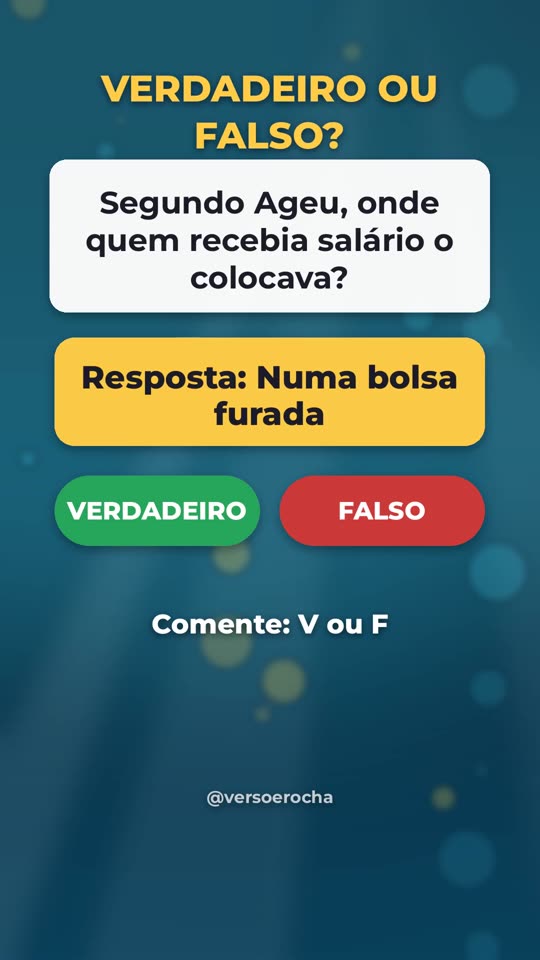 VERDADEIRO OU
FALSO?
Segundo Ageu, onde
quem recebia salário o
colocava?
Resposta: Numa bolsa
furada
VERDADEIRO
FALSO
Comente: V ou F
@versoerocha